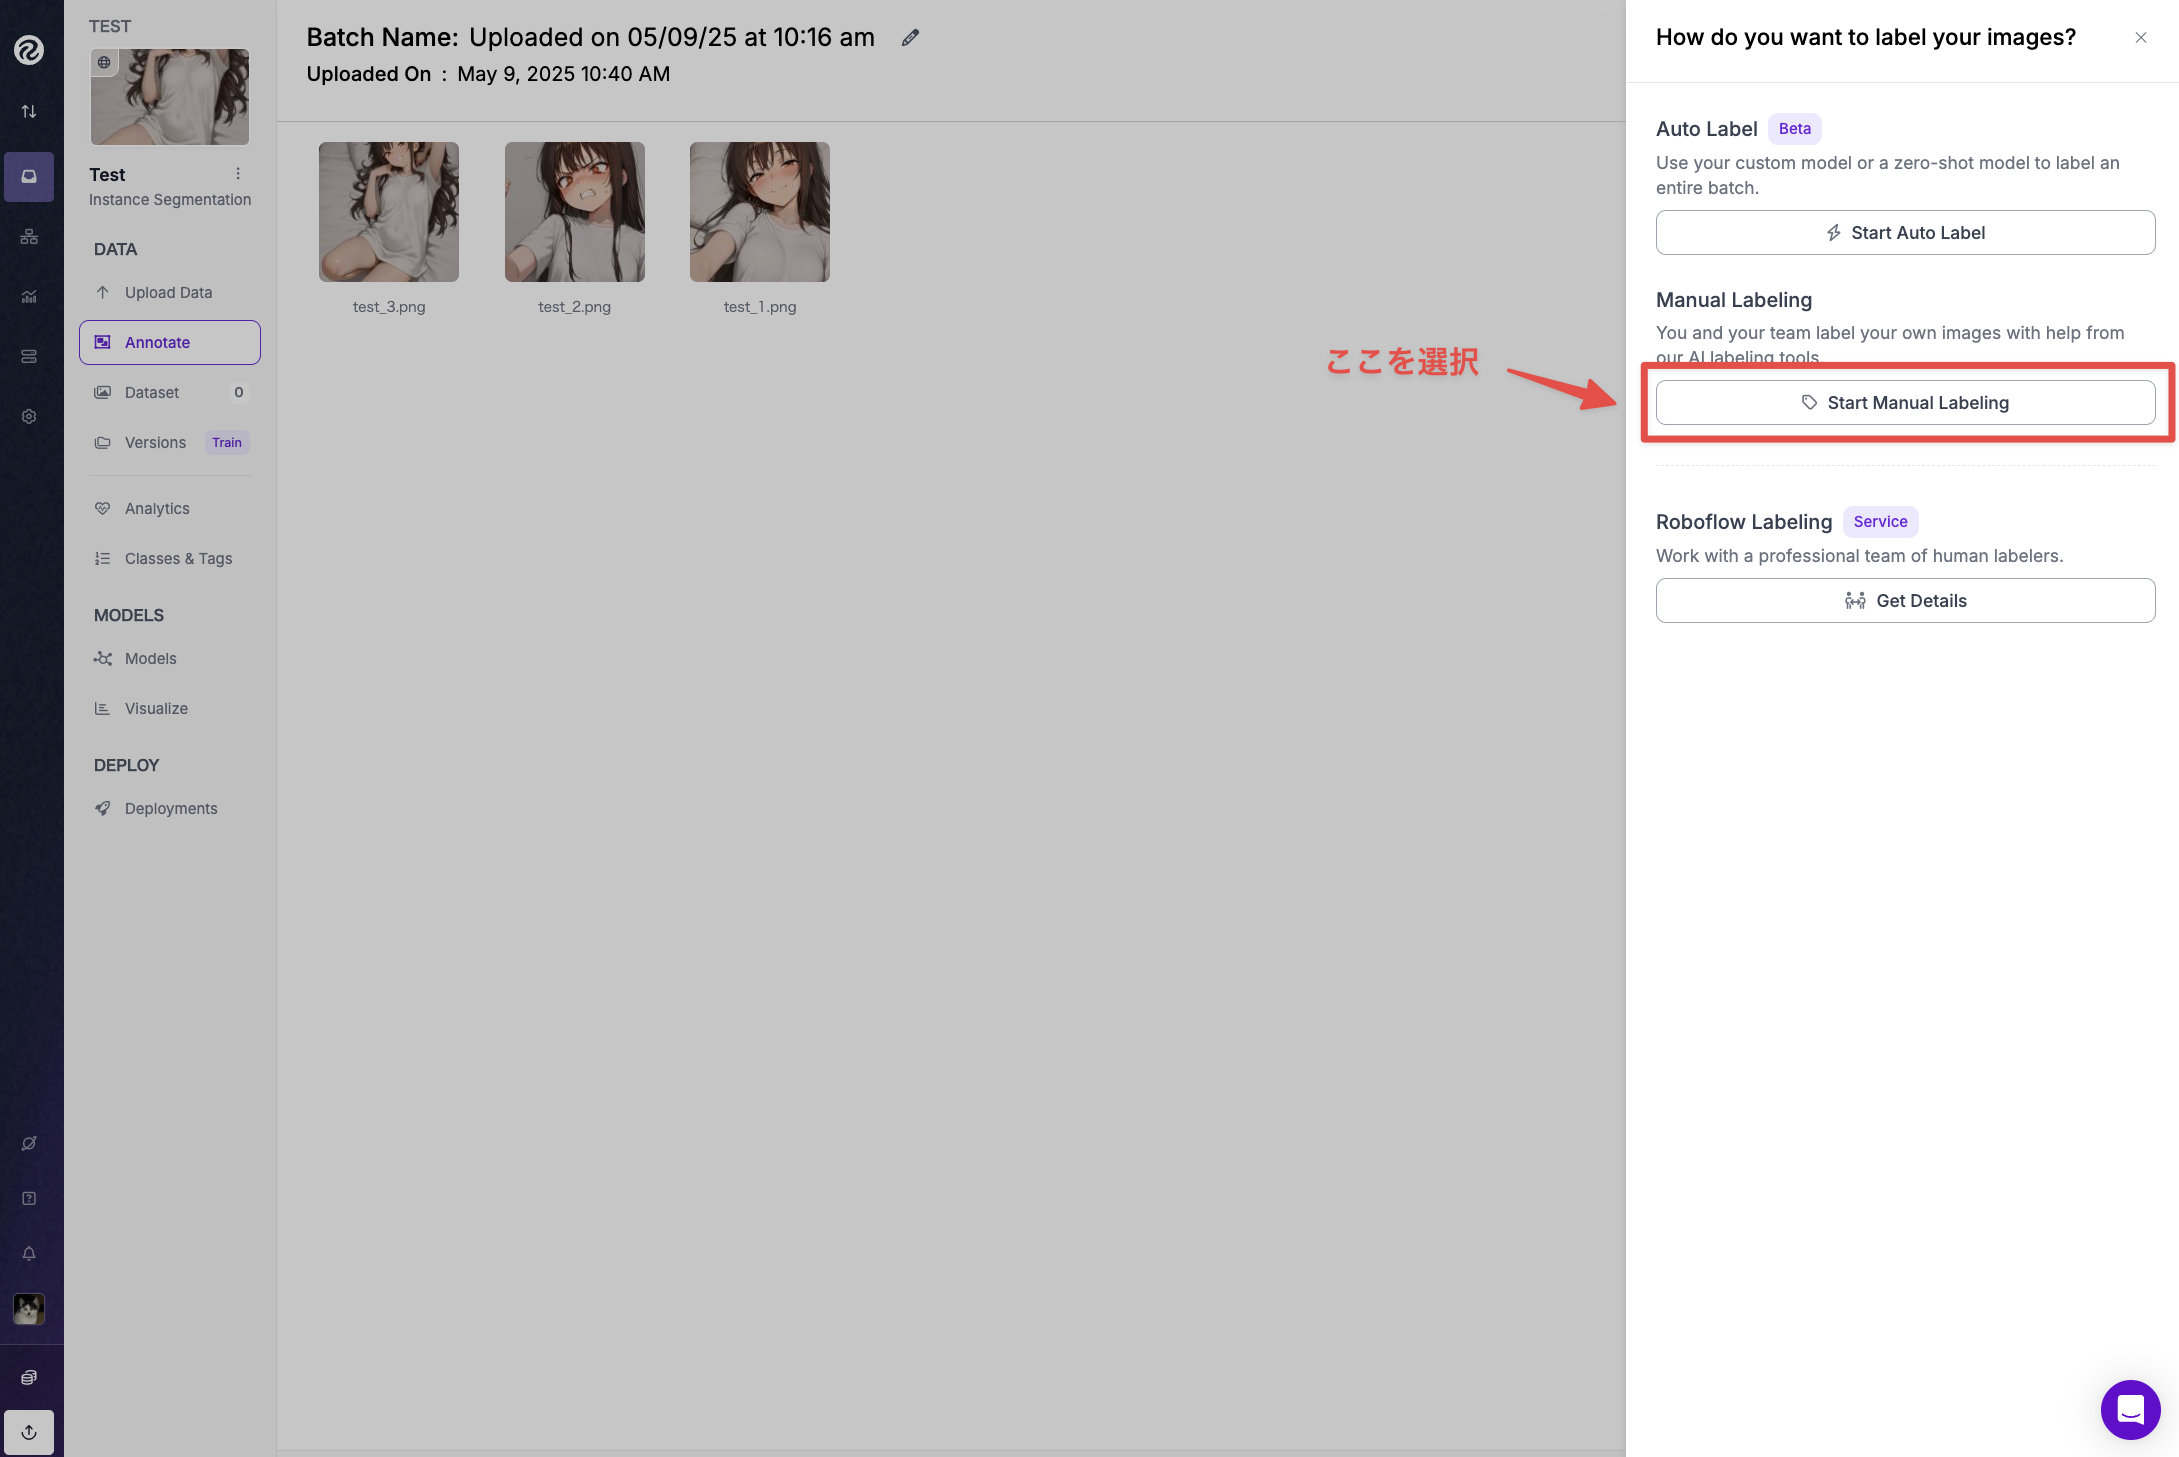 TEST
Test
Instance Segmentation
DATA
Upload Data
Annotate
Dataset 0
Versions Train
Analytics
Classes & Tags
MODELS
Models
Visualize
DEPLOY
Deployments
Batch Name: Uploaded on 05/09/25 at 10:16 am
Uploaded On : May 9, 2025 10:40 AM
test_3.png
test_2.png
test_1.png
ここを選択
How do you want to label your images?
Auto Label Beta
Use your custom model or a zero-shot model to label an
entire batch.
Start Auto Label
Manual Labeling
You and your team label your own images with help from
our AI labeling tools.
Start Manual Labeling
Roboflow Labeling Service
Work with a professional team of human labelers.
Get Details